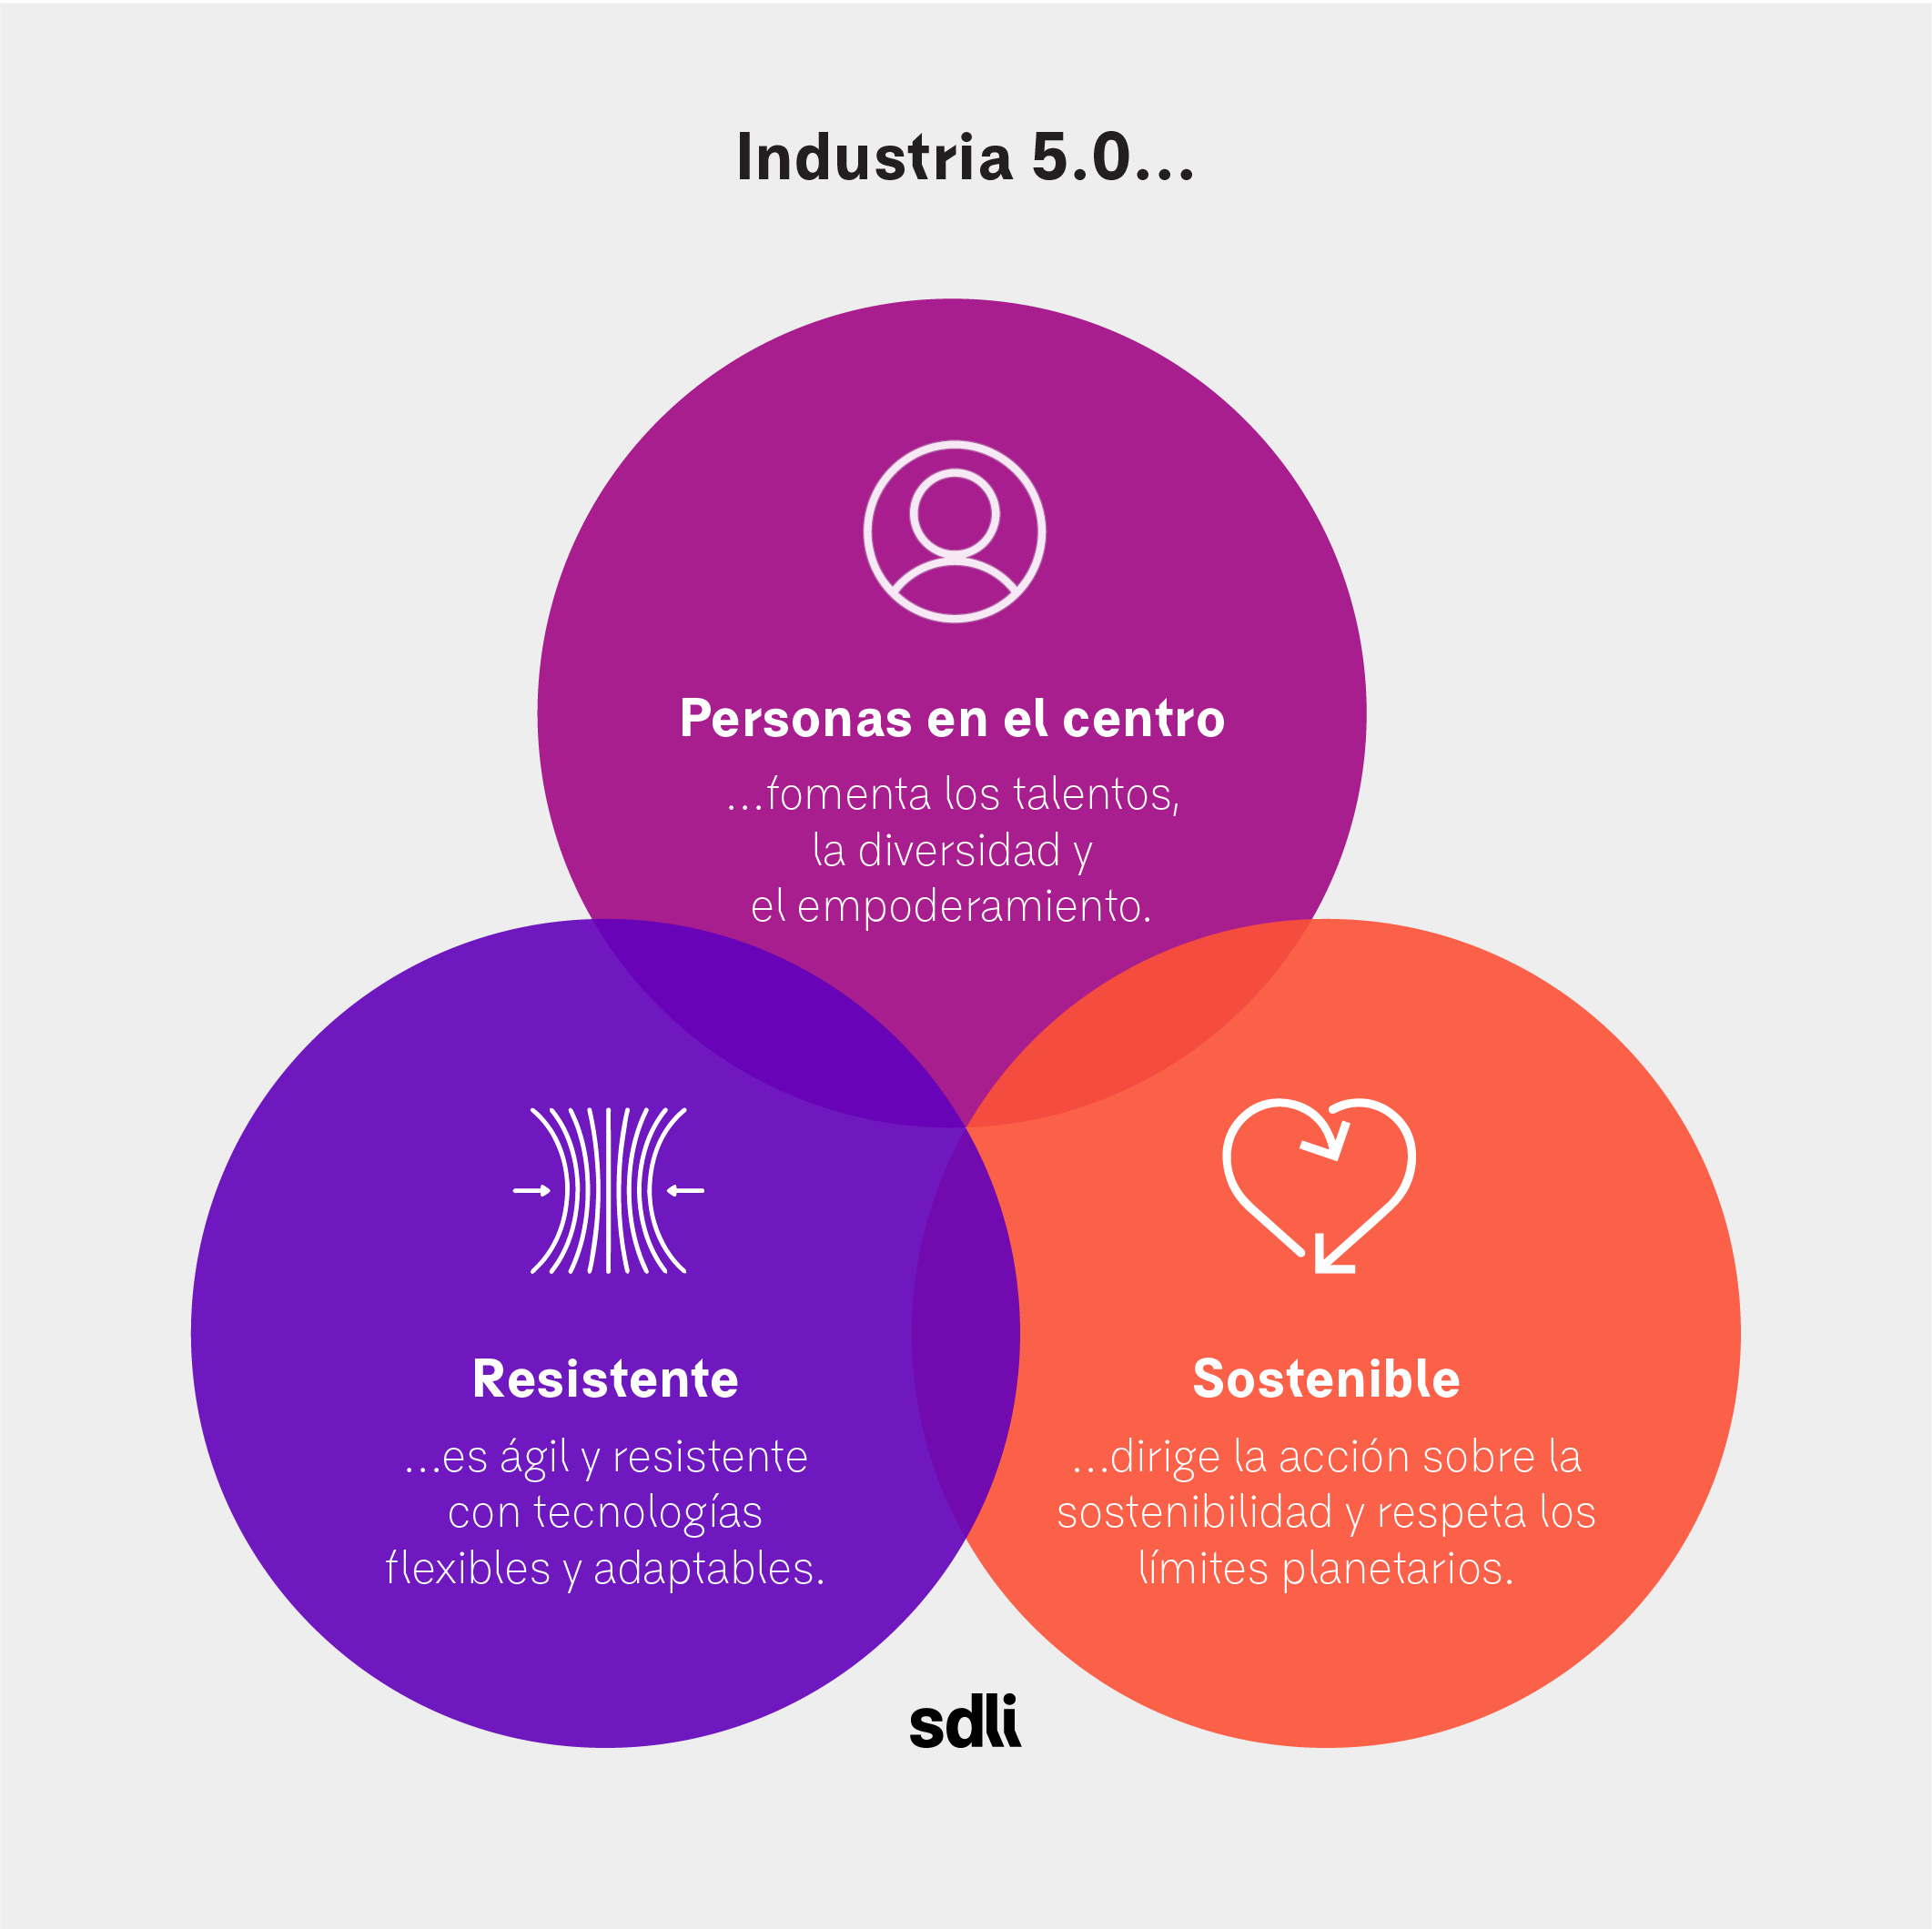 Industria 5.0...
Personas en el centro
...fomenta los talentos,
la diversidad y
el empoderamiento.
Resistente
...es ágil y resistente
con tecnologías
flexibles y adaptables.
Sostenible
...dirige la acción sobre la
sostenibilidad y respeta los
límites planetarios.
sdli